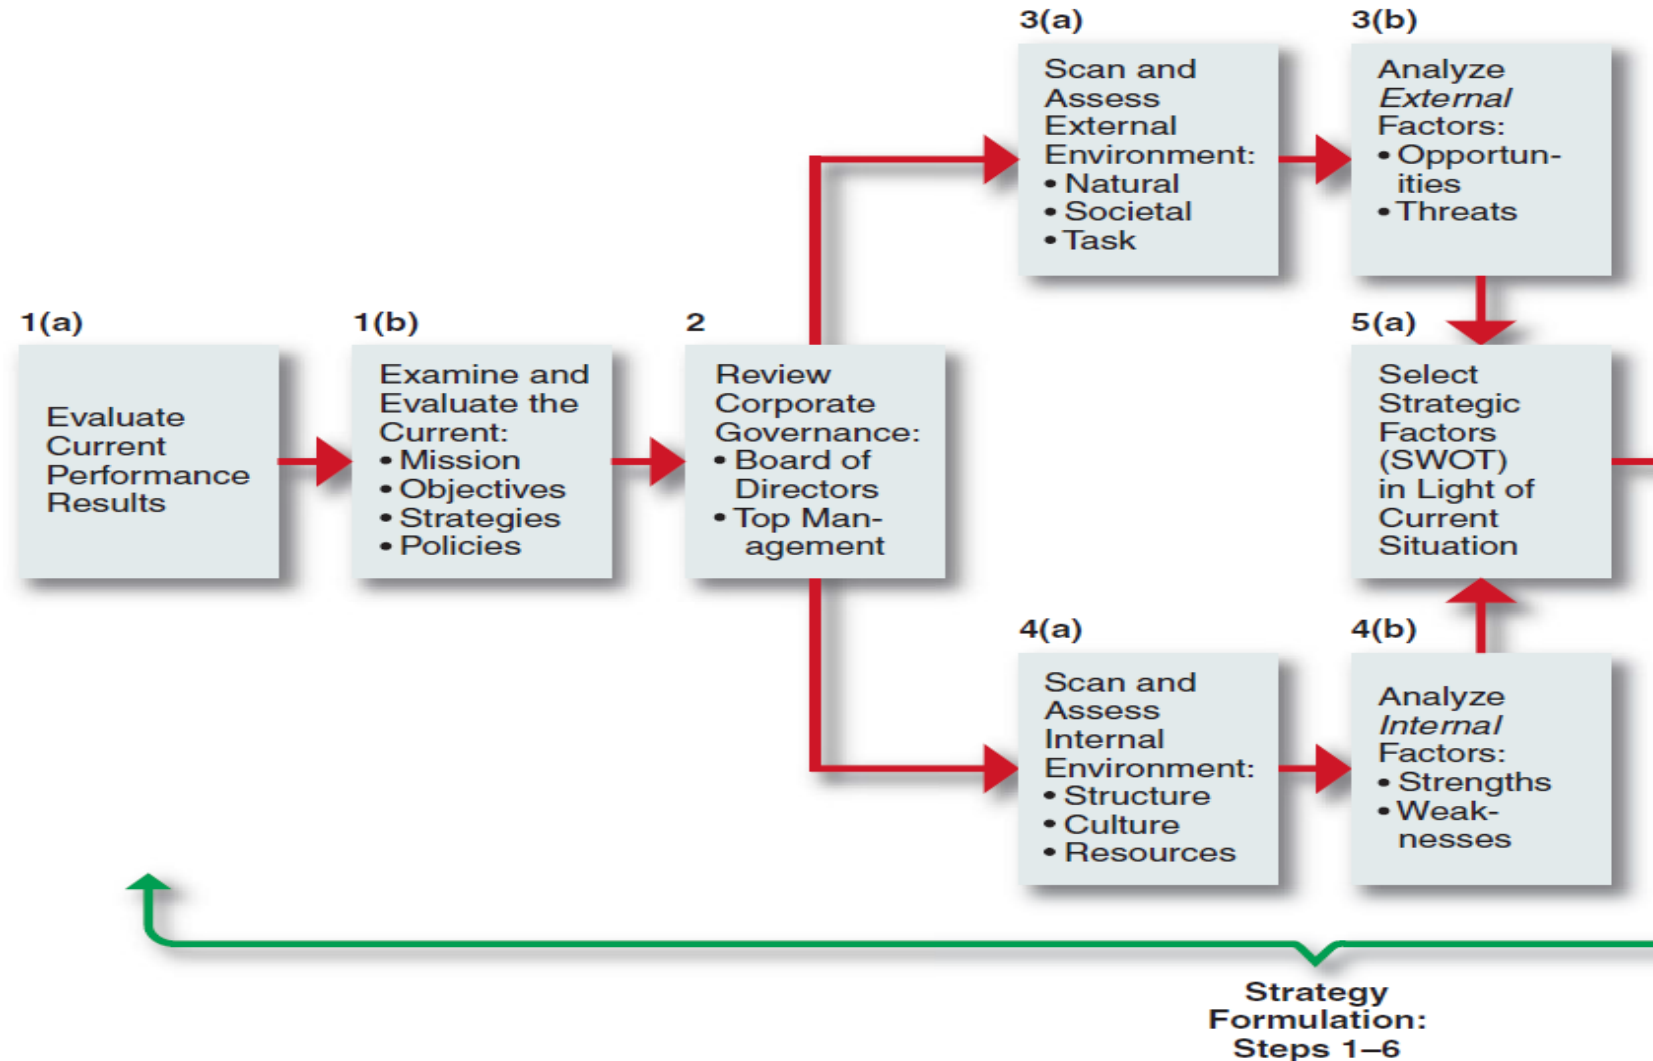 1(a)
Evaluate
Current
Performance
Results
1(b)
Examine and
Evaluate the
Current:
• Mission
• Objectives
• Strategies
• Policies
2
Review
Corporate
Governance:
• Board of
Directors
• Top Man-
agement
3(a)
Scan and
Assess
External
Environment:
• Natural
• Societal
• Task
3(b)
Analyze
External
Factors:
• Opportun-
ities
• Threats
4(a)
Scan and
Assess
Internal
Environment:
• Structure
• Culture
• Resources
4(b)
Analyze
Internal
Factors:
• Strengths
• Weak-
nesses
5(a)
Select
Strategic
Factors
(SWOT)
in Light of
Current
Situation
Strategy
Formulation:
Steps 1–6